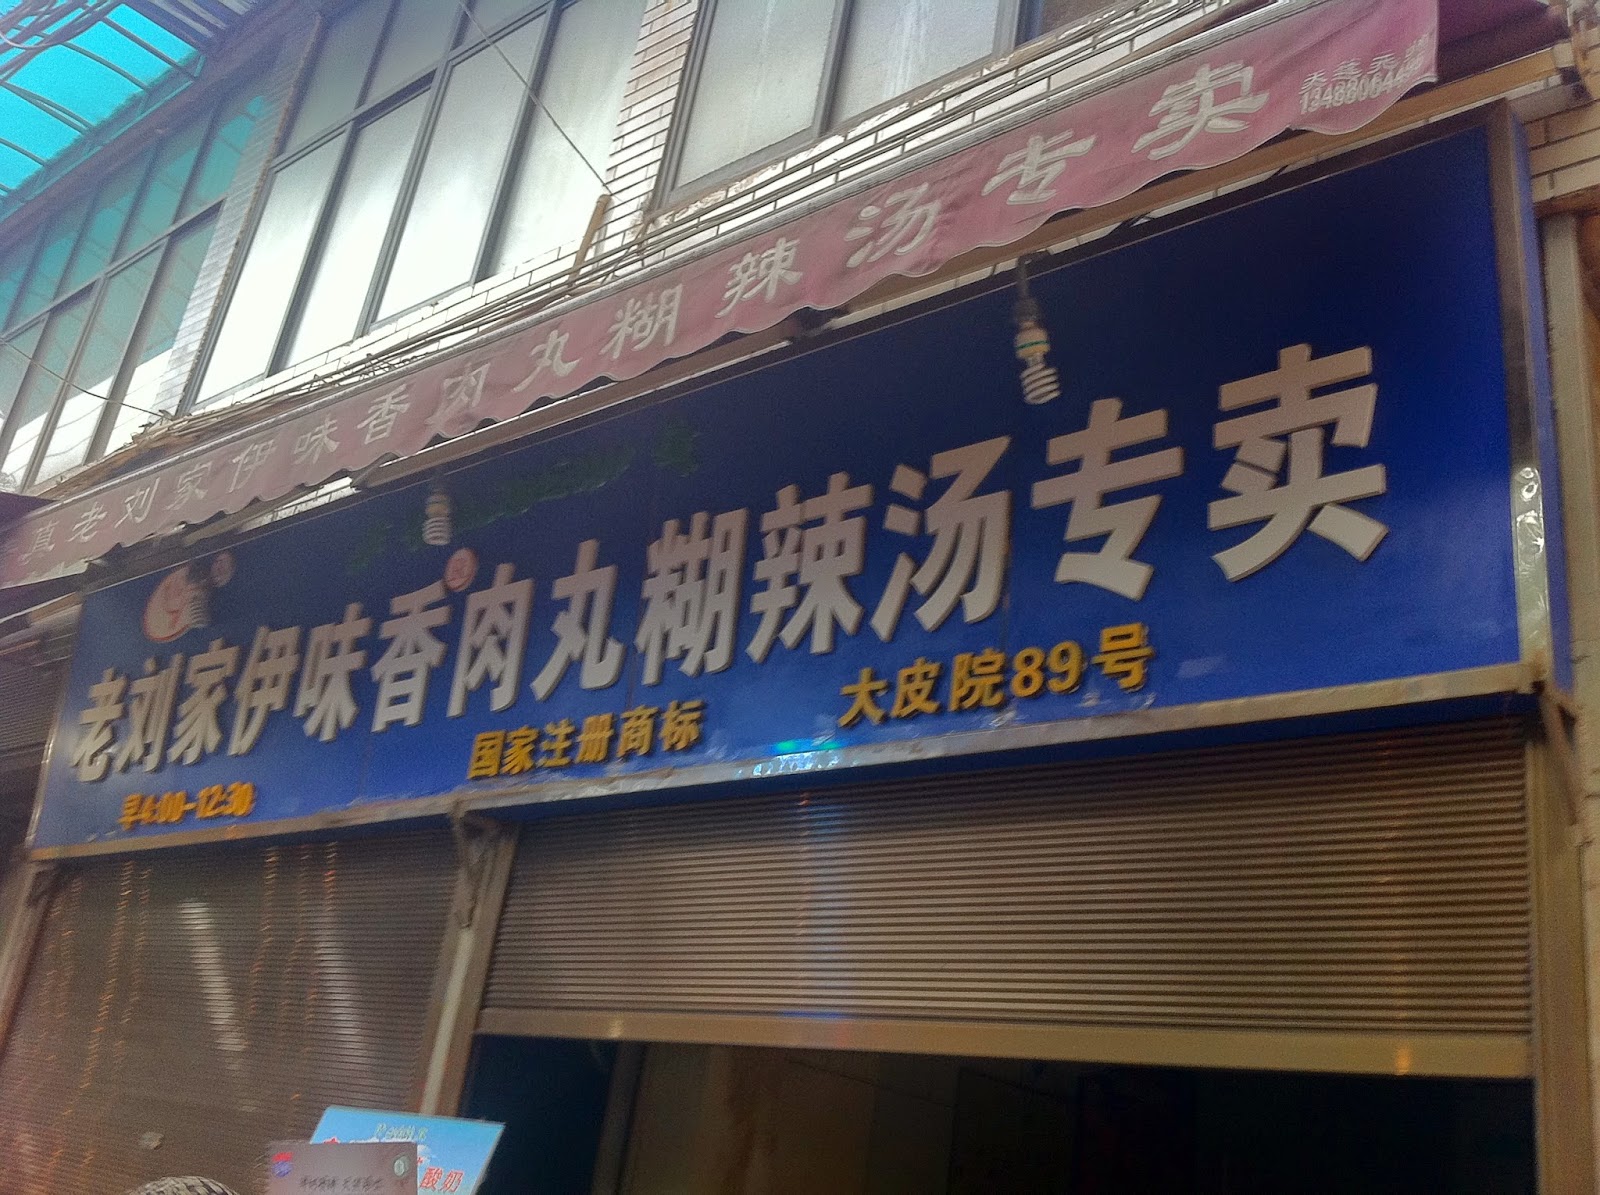 真老刘家伊味香肉丸糊辣汤专卖
老刘家伊味香肉丸糊辣汤专卖
国家注册商标
大皮院89号
早4:00-12:30
酸奶